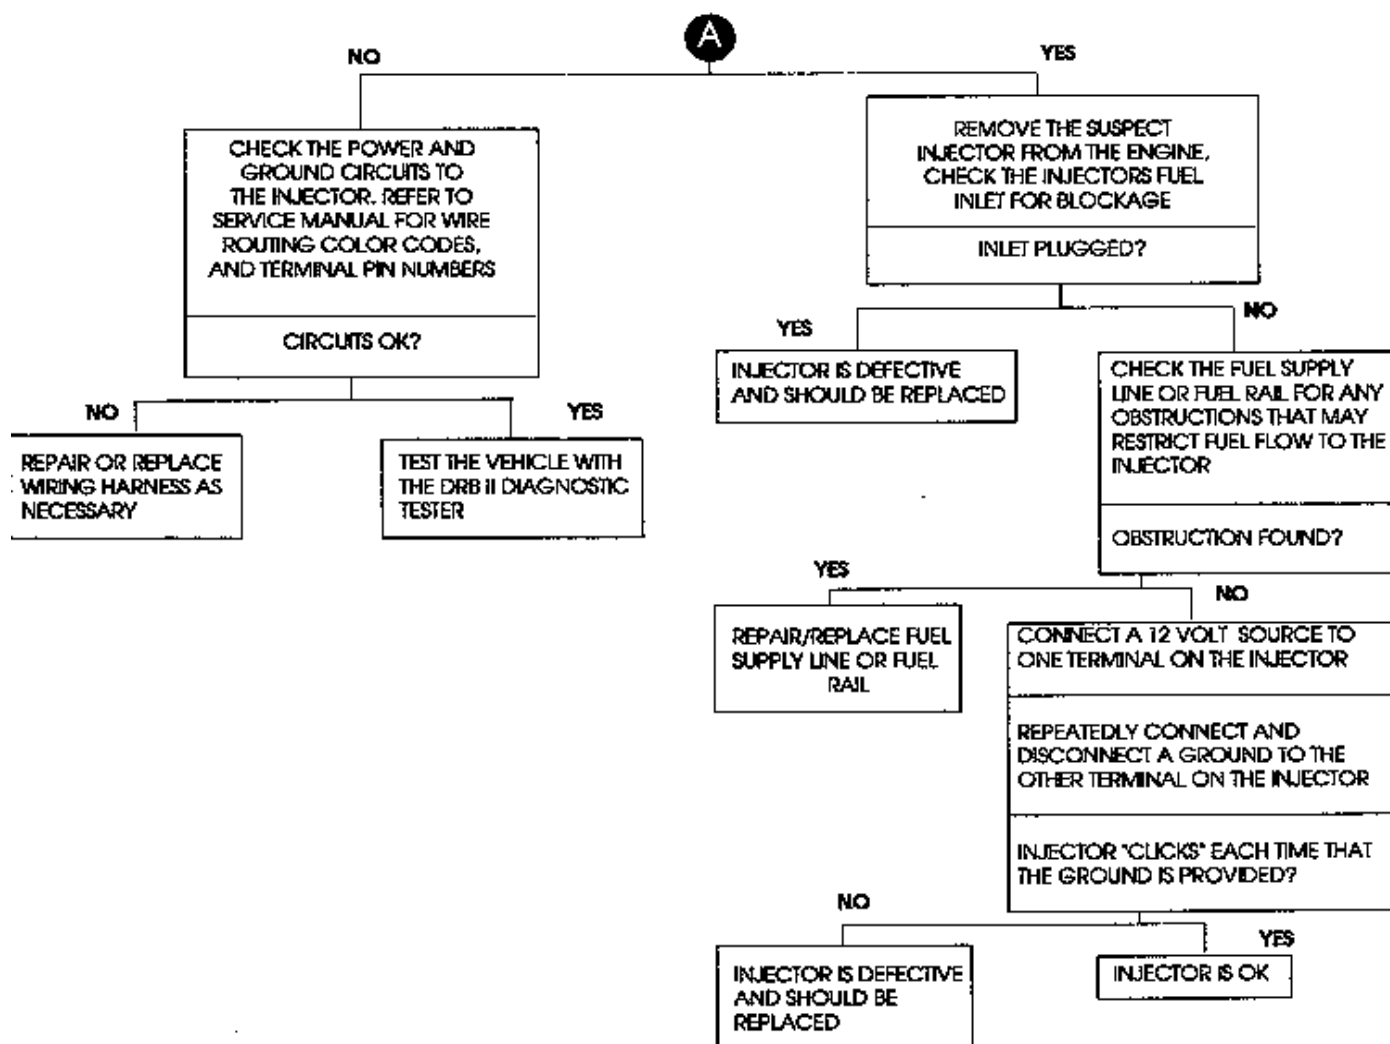 A
NO
YES
CHECK THE POWER AND
GROUND CIRCUITS TO
THE INJECTOR. REFER TO
SERVICE MANUAL FOR WIRE
ROUTING COLOR CODES,
AND TERMINAL PIN NUMBERS
CIRCUITS OK?
NO
YES
REPAIR OR REPLACE
WIRING HARNESS AS
NECESSARY
TEST THE VEHICLE WITH
THE DRB II DIAGNOSTIC
TESTER
REMOVE THE SUSPECT
INJECTOR FROM THE ENGINE,
CHECK THE INJECTORS FUEL
INLET FOR BLOCKAGE
INLET PLUGGED?
YES
NO
INJECTOR IS DEFECTIVE
AND SHOULD BE REPLACED
CHECK THE FUEL SUPPLY
LINE OR FUEL RAIL FOR ANY
OBSTRUCTIONS THAT MAY
RESTRICT FUEL FLOW TO THE
INJECTOR
OBSTRUCTION FOUND?
YES
NO
REPAIR/REPLACE FUEL
SUPPLY LINE OR FUEL
RAIL
CONNECT A 12 VOLT SOURCE TO
ONE TERMINAL ON THE INJECTOR
REPEATEDLY CONNECT AND
DISCONNECT A GROUND TO THE
OTHER TERMINAL ON THE INJECTOR
INJECTOR "CLICKS" EACH TIME THAT
THE GROUND IS PROVIDED?
NO
YES
INJECTOR IS DEFECTIVE
AND SHOULD BE
REPLACED
INJECTOR IS OK